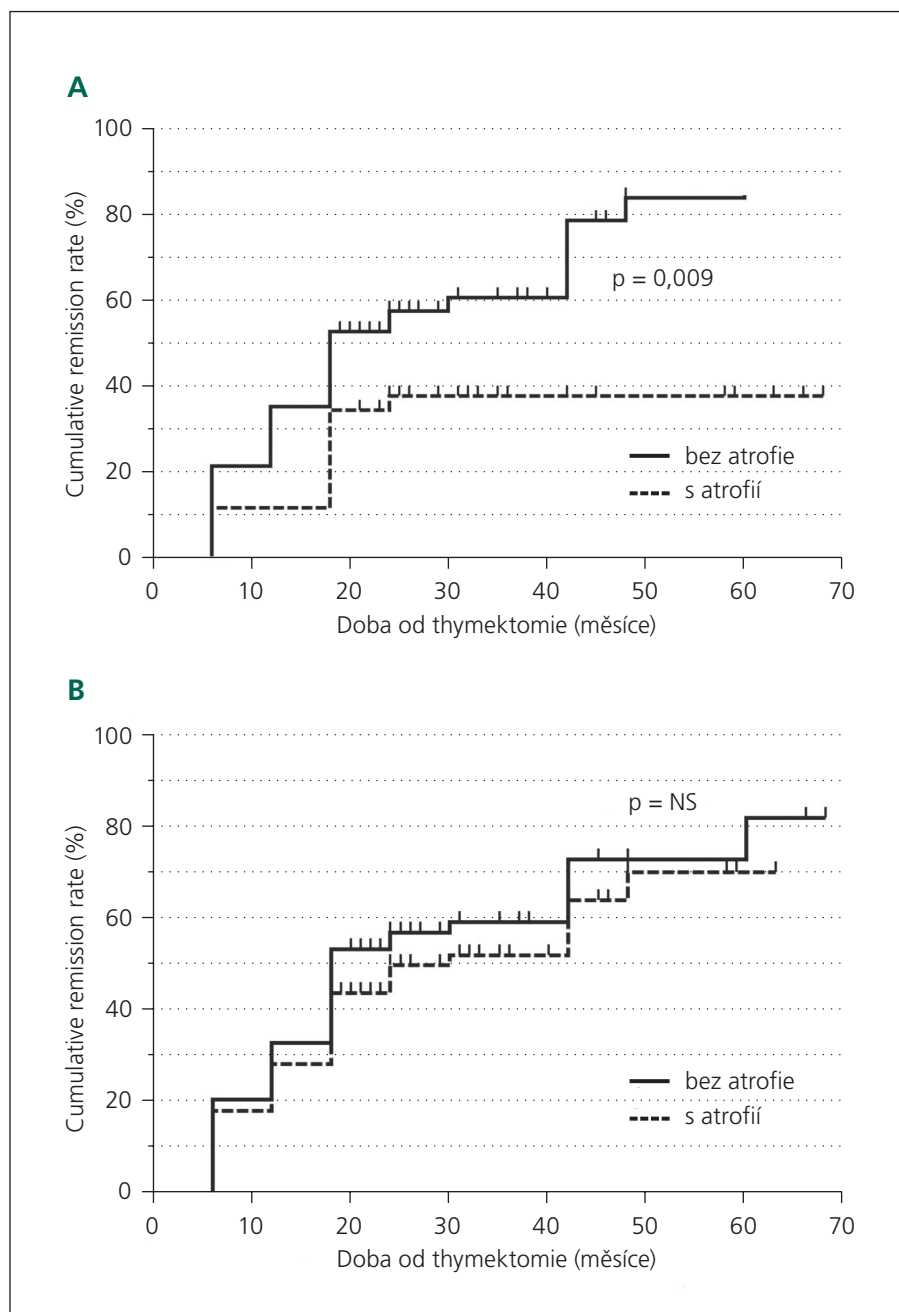 A
100
80
60
40
20
0
Cumulative remission rate (%)
p = 0,009
bez atrofie
s atrofií
0 10 20 30 40 50 60 70
Doba od thymektomie (měsíce)
B
100
80
60
40
20
0
Cumulative remission rate (%)
p = NS
bez atrofie
s atrofií
0 10 20 30 40 50 60 70
Doba od thymektomie (měsíce)